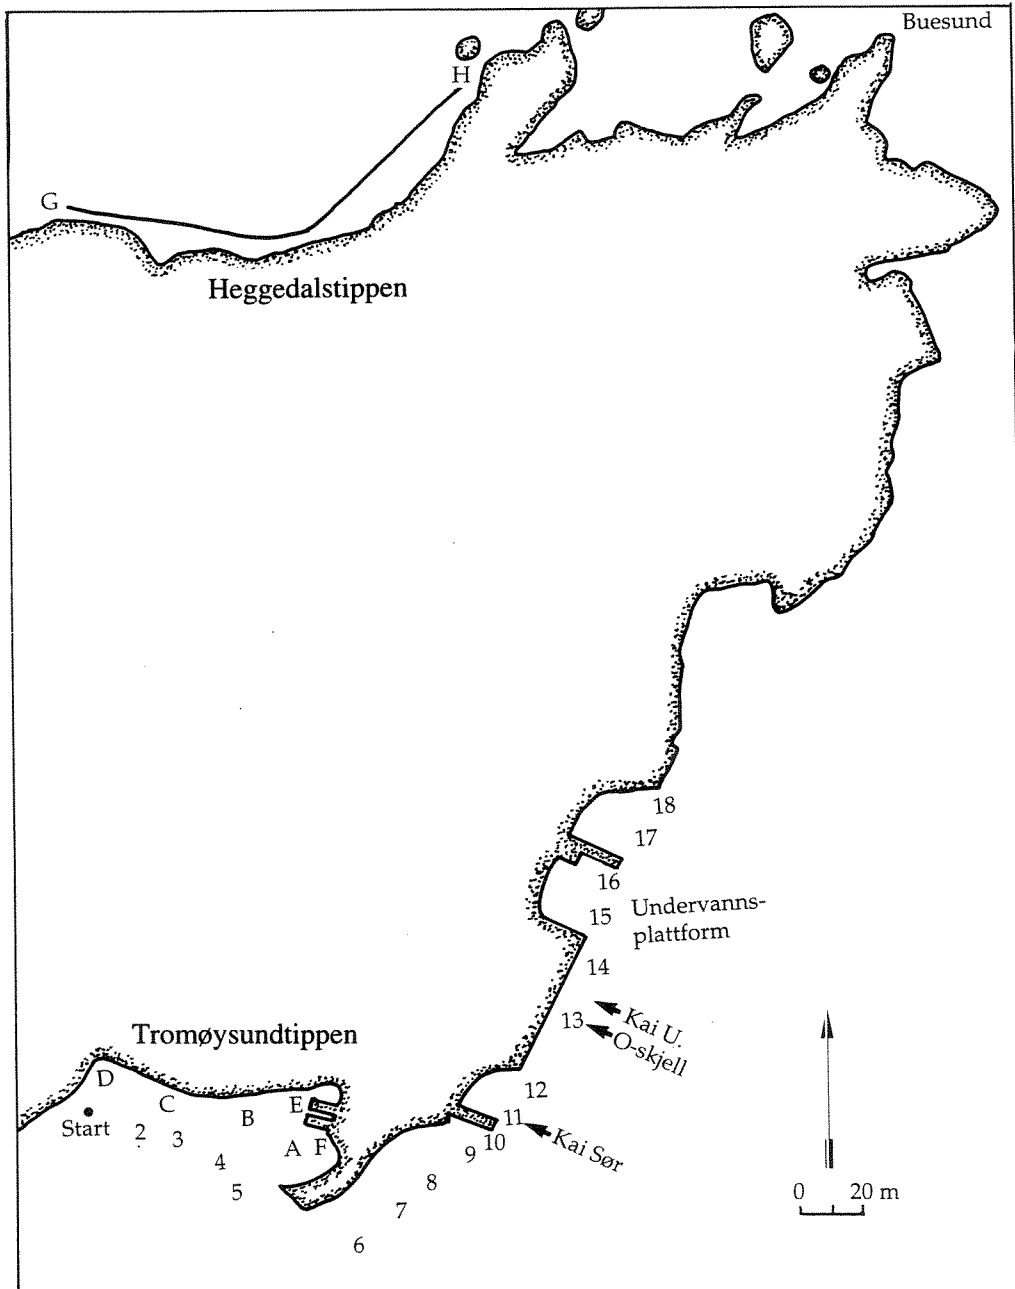 Buesund
H
G
Heggedalstippen
18
17
16
15
Undervanns-
plattform
14
13
Kai U.
O-skjell
Tromøysundtippen
D
C
B
E
A
F
Start
2
3
4
5
6
7
8
9
10
11
12
Kai Sør
0 20 m